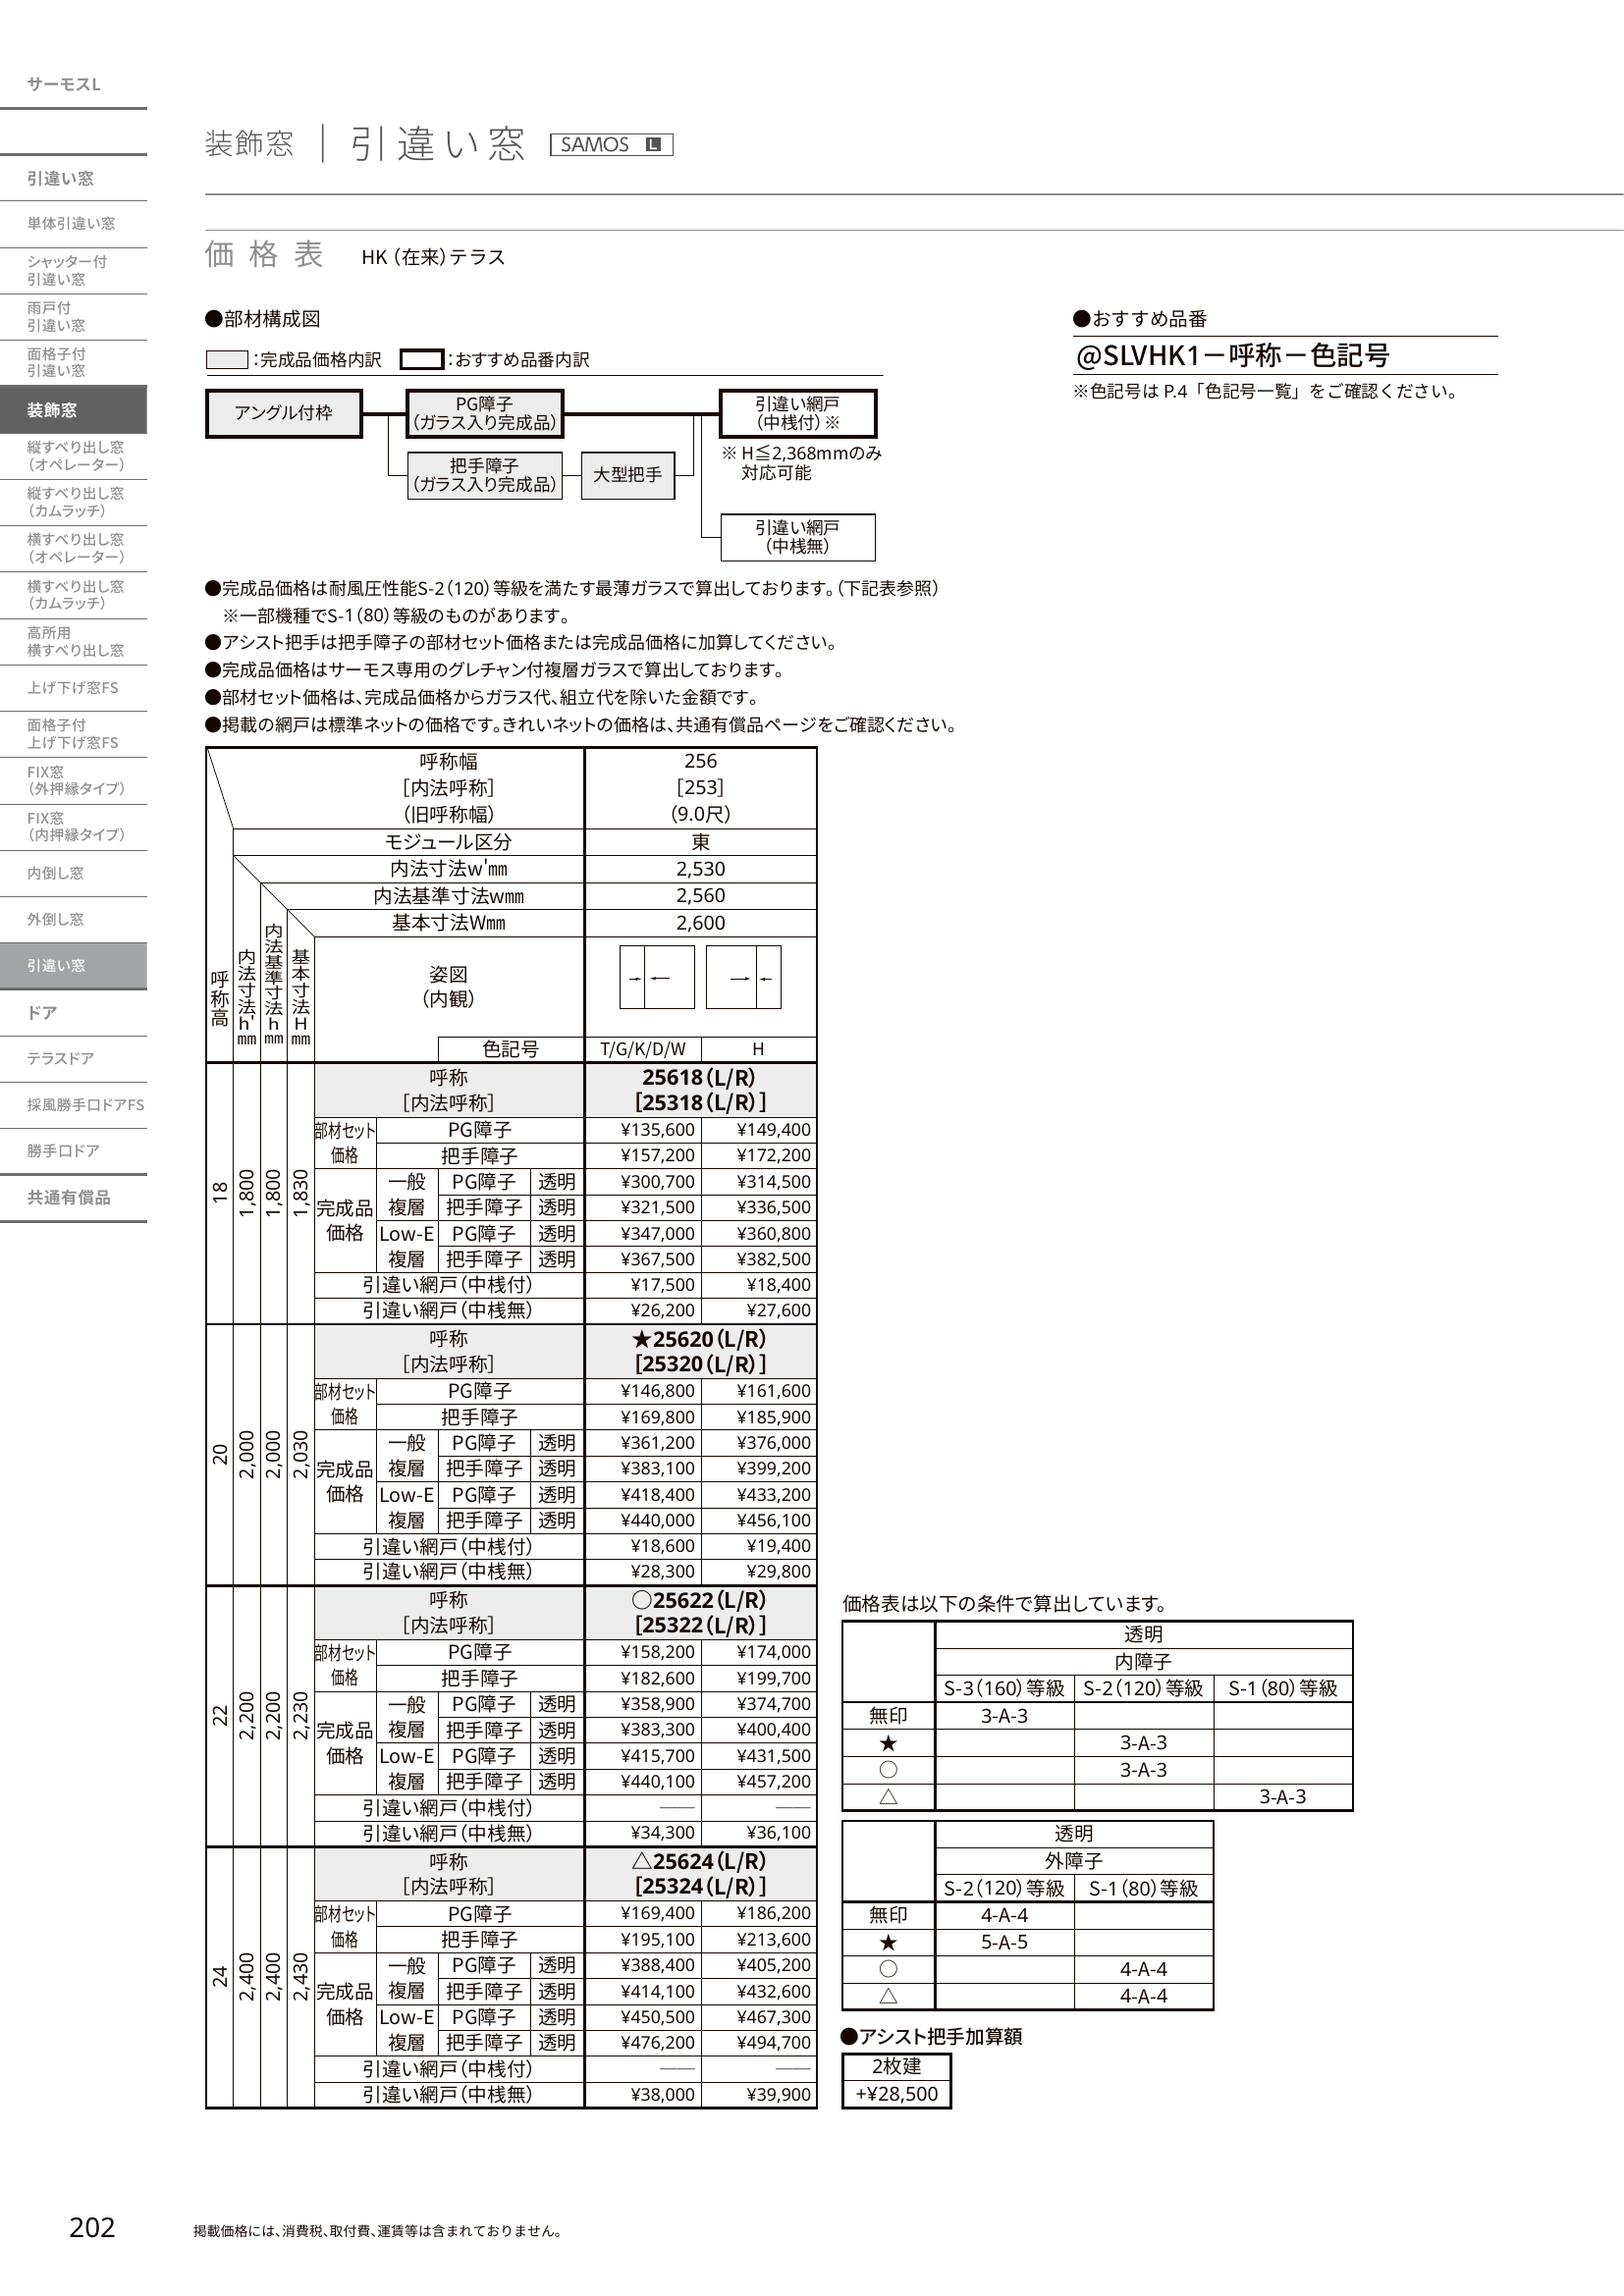 サーモスL
引違い窓
単体引違い窓
シャッター付
引違い窓
雨戸付
引違い窓
面格子付
引違い窓
装飾窓
縦すべり出し窓
（オペレーター）
縦すべり出し窓
（カムラッチ）
横すべり出し窓
（オペレーター）
横すべり出し窓
（カムラッチ）
高所用
横すべり出し窓
上げ下げ窓FS
面格子付
上げ下げ窓FS
FIX窓
（外押縁タイプ）
FIX窓
（内押縁タイプ）
内倒し窓
外倒し窓
引違い窓
ドア
テラスドア
採風勝手口ドアFS
勝手口ドア
共通有償品
装飾窓 引違い窓 SAMOS L
価格表 HK（在来）テラス
●部材構成図
：完成品価格内訳 ：おすすめ品番内訳
アングル付枠
PG障子
（ガラス入り完成品）
引違い網戸
（中桟付）※
※ H≦2,368mmのみ
対応可能
把手障子
（ガラス入り完成品）
大型把手
引違い網戸
（中桟無）
●おすすめ品番
@SLVHK1－呼称－色記号
※色記号は P.4「色記号一覧」をご確認ください。
●完成品価格は耐風圧性能S-2（120）等級を満たす最薄ガラスで算出しております。（下記表参照）
※一部機種でS-1（80）等級のものがあります。
●アシスト把手は把手障子の部材セット価格または完成品価格に加算してください。
●完成品価格はサーモス専用のグレチャン付複層ガラスで算出しております。
●部材セット価格は、完成品価格からガラス代、組立代を除いた金額です。
●掲載の網戸は標準ネットの価格です。きれいネットの価格は、共通有償品ページをご確認ください。
呼称幅 256
［内法呼称］ ［253］
（旧呼称幅） （9.0尺）
モジュール区分 東
内法寸法w'㎜ 2,530
内法基準寸法w㎜ 2,560
基本寸法W㎜ 2,600
呼称高
内法寸法h'㎜
内法基準寸法h㎜
基本寸法H㎜
姿図
（内観）
色記号 T/G/K/D/W H
18 1,800 1,800 1,830
呼称 25618（L/R）
［内法呼称］ ［25318（L/R）］
部材セット価格 PG障子 ¥135,600 ¥149,400
把手障子 ¥157,200 ¥172,200
完成品価格 一般複層 PG障子 透明 ¥300,700 ¥314,500
把手障子 透明 ¥321,500 ¥336,500
Low-E複層 PG障子 透明 ¥347,000 ¥360,800
把手障子 透明 ¥367,500 ¥382,500
引違い網戸（中桟付） ¥17,500 ¥18,400
引違い網戸（中桟無） ¥26,200 ¥27,600
20 2,000 2,000 2,030
呼称 ★25620（L/R）
［内法呼称］ ［25320（L/R）］
部材セット価格 PG障子 ¥146,800 ¥161,600
把手障子 ¥169,800 ¥185,900
完成品価格 一般複層 PG障子 透明 ¥361,200 ¥376,000
把手障子 透明 ¥383,100 ¥399,200
Low-E複層 PG障子 透明 ¥418,400 ¥433,200
把手障子 透明 ¥440,000 ¥456,100
引違い網戸（中桟付） ¥18,600 ¥19,400
引違い網戸（中桟無） ¥28,300 ¥29,800
22 2,200 2,200 2,230
呼称 ○25622（L/R）
［内法呼称］ ［25322（L/R）］
部材セット価格 PG障子 ¥158,200 ¥174,000
把手障子 ¥182,600 ¥199,700
完成品価格 一般複層 PG障子 透明 ¥358,900 ¥374,700
把手障子 透明 ¥383,300 ¥400,400
Low-E複層 PG障子 透明 ¥415,700 ¥431,500
把手障子 透明 ¥440,100 ¥457,200
引違い網戸（中桟付） —— ——
引違い網戸（中桟無） ¥34,300 ¥36,100
24 2,400 2,400 2,430
呼称 △25624（L/R）
［内法呼称］ ［25324（L/R）］
部材セット価格 PG障子 ¥169,400 ¥186,200
把手障子 ¥195,100 ¥213,600
完成品価格 一般複層 PG障子 透明 ¥388,400 ¥405,200
把手障子 透明 ¥414,100 ¥432,600
Low-E複層 PG障子 透明 ¥450,500 ¥467,300
把手障子 透明 ¥476,200 ¥494,700
引違い網戸（中桟付） —— ——
引違い網戸（中桟無） ¥38,000 ¥39,900
価格表は以下の条件で算出しています。
透明
内障子
S-3（160）等級 S-2（120）等級 S-1（80）等級
無印 3-A-3
★ 3-A-3
○ 3-A-3
△ 3-A-3
透明
外障子
S-2（120）等級 S-1（80）等級
無印 4-A-4
★ 5-A-5
○ 4-A-4
△ 4-A-4
●アシスト把手加算額
2枚建
+¥28,500
202
掲載価格には、消費税、取付費、運賃等は含まれておりません。